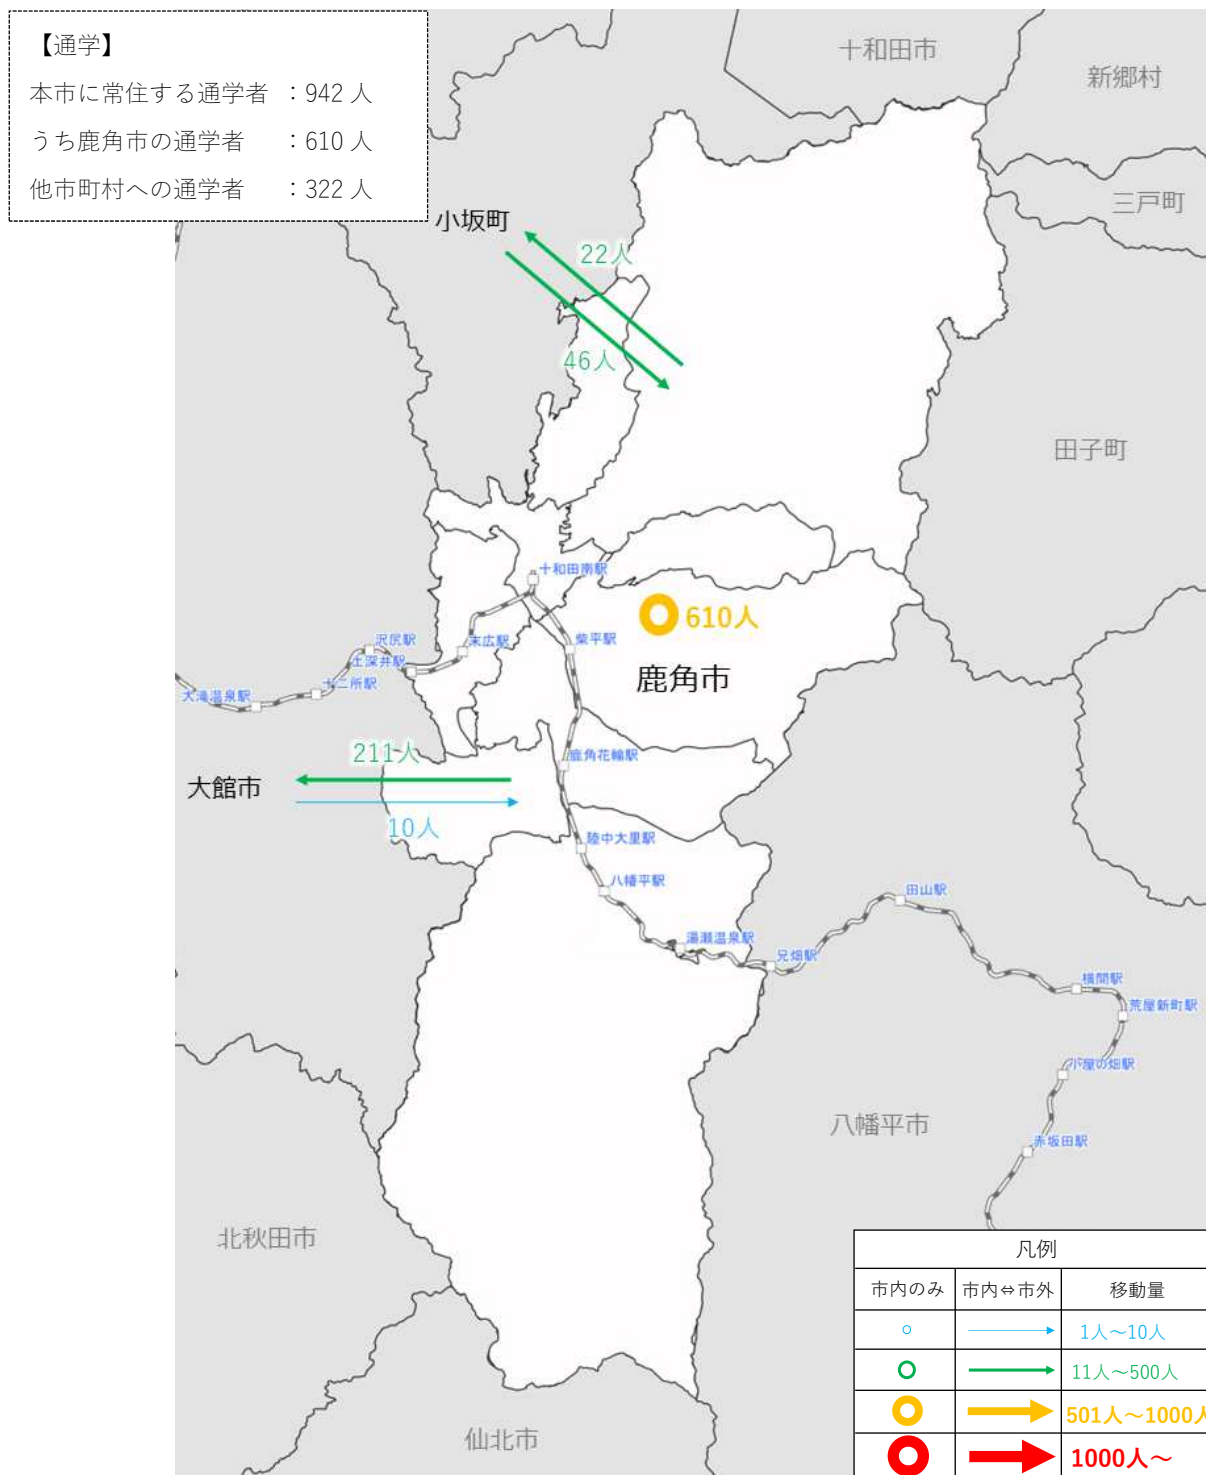 【通学】
本市に常住する通学者 ：942 人
うち鹿角市の通学者 ：610 人
他市町村への通学者 ：322 人
十和田市
新郷村
三戸町
小坂町
22人
46人
田子町
十和田南駅
610人
沢尻駅
土深井駅
末広駅
柴平駅
鹿角市
大滝温泉駅
十二所駅
211人
鹿角花輪駅
大館市
10人
陸中大里駅
八幡平駅
田山駅
湯瀬温泉駅
兄畑駅
横間駅
荒屋新町駅
小屋の畑駅
八幡平市
赤坂田駅
北秋田市
仙北市
凡例
市内のみ 市内⇔市外 移動量
1人～10人
11人～500人
501人～1000人
1000人～